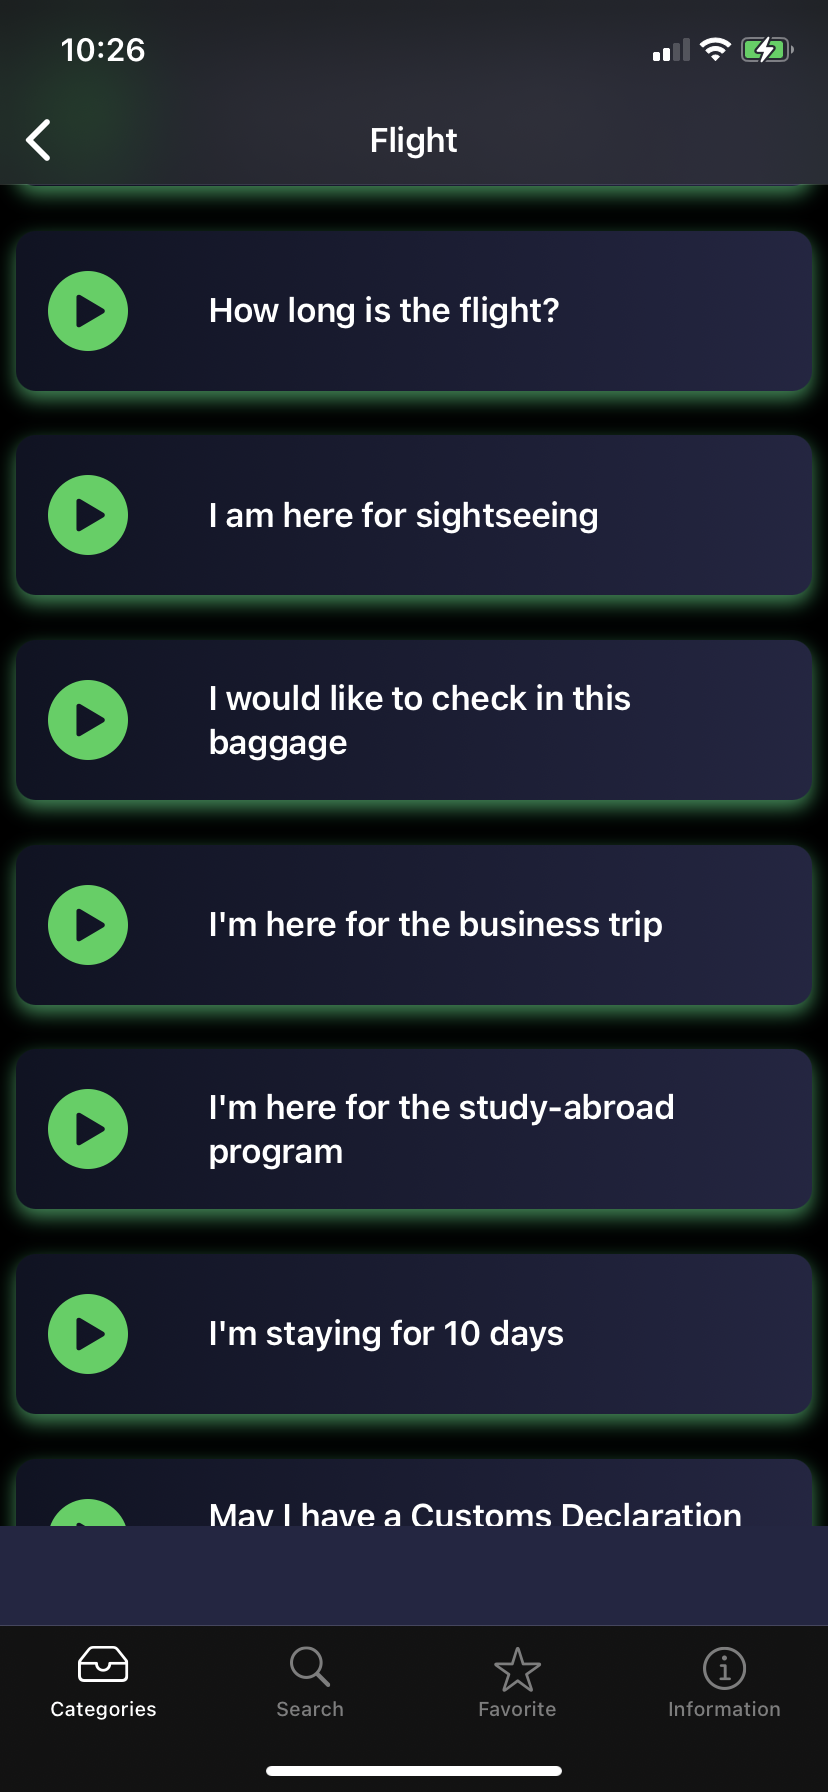 10:26
Flight
How long is the flight?
I am here for sightseeing
I would like to check in this
baggage
I'm here for the business trip
I'm here for the study-abroad
program
I'm staying for 10 days
May I have a Customs Declaration
Categories
Search
Favorite
Information